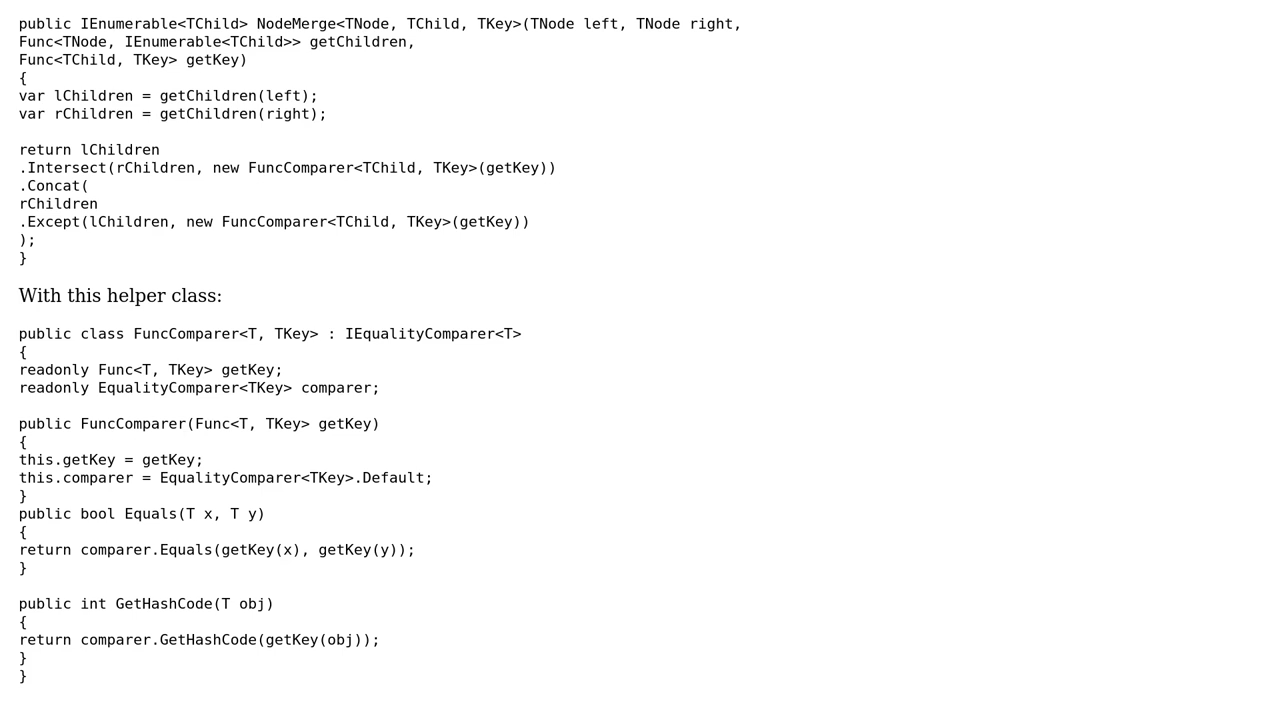 public IEnumerable<TChild> NodeMerge<TNode, TChild, TKey>(TNode left, TNode right,
Func<TNode, IEnumerable<TChild>> getChildren,
Func<TChild, TKey> getKey)
{
var lChildren = getChildren(left);
var rChildren = getChildren(right);

return lChildren
.Intersect(rChildren, new FuncComparer<TChild, TKey>(getKey))
.Concat(
rChildren
.Except(lChildren, new FuncComparer<TChild, TKey>(getKey))
);
}

With this helper class:

public class FuncComparer<T, TKey> : IEqualityComparer<T>
{
readonly Func<T, TKey> getKey;
readonly EqualityComparer<TKey> comparer;

public FuncComparer(Func<T, TKey> getKey)
{
this.getKey = getKey;
this.comparer = EqualityComparer<TKey>.Default;
}
public bool Equals(T x, T y)
{
return comparer.Equals(getKey(x), getKey(y));
}

public int GetHashCode(T obj)
{
return comparer.GetHashCode(getKey(obj));
}
}